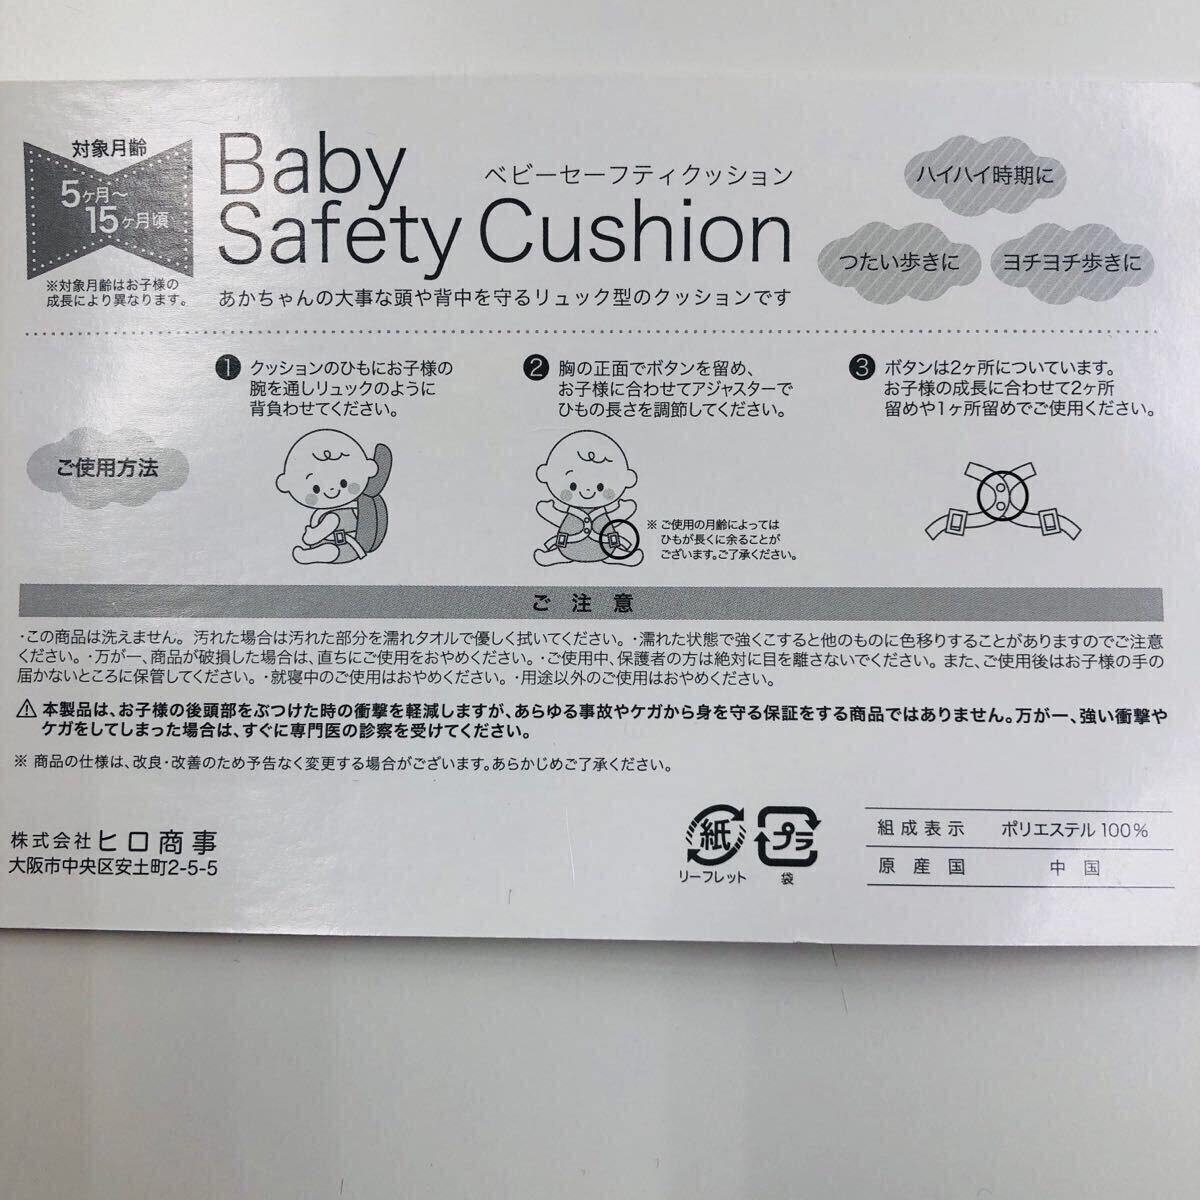 対象月齢
5ヶ月〜
15ヶ月頃
※対象月齢はお子様の
成長により異なります。
Baby
Safety Cushion
ベビーセーフティクッション
あかちゃんの大事な頭や背中を守るリュック型のクッションです
ハイハイ時期に
つたい歩きに
ヨチヨチ歩きに
ご使用方法
1 クッションのひもにお子様の
腕を通しリュックのように
背負わせてください。
2 胸の正面でボタンを留め、
お子様に合わせてアジャスターで
ひもの長さを調節してください。
※ ご使用の月齢によっては
ひもが長くに余ることが
ございます。ご了承ください。
3 ボタンは2ヶ所についています。
お子様の成長に合わせて2ヶ所
留めや1ヶ所留めでご使用ください。
ご注意
・この商品は洗えません。汚れた場合は汚れた部分を濡れタオルで優しく拭いてください。・濡れた状態で強くこすると他のものに色移りすることがありますのでご注意
ください。・万が一、商品が破損した場合は、直ちにご使用をおやめください。・ご使用中、保護者の方は絶対に目を離さないでください。また、ご使用後はお子様の手の
届かないところに保管してください。・就寝中のご使用はおやめください。・用途以外のご使用はおやめください。
⚠ 本製品は、お子様の後頭部をぶつけた時の衝撃を軽減しますが、あらゆる事故やケガから身を守る保証をする商品ではありません。万が一、強い衝撃や
ケガをしてしまった場合は、すぐに専門医の診察を受けてください。
※ 商品の仕様は、改良・改善のため予告なく変更する場合がございます。あらかじめご了承ください。
株式会社ヒロ商事
大阪市中央区安土町2-5-5
紙
リーフレット
プラ
袋
組成表示 ポリエステル100%
原産国 中国